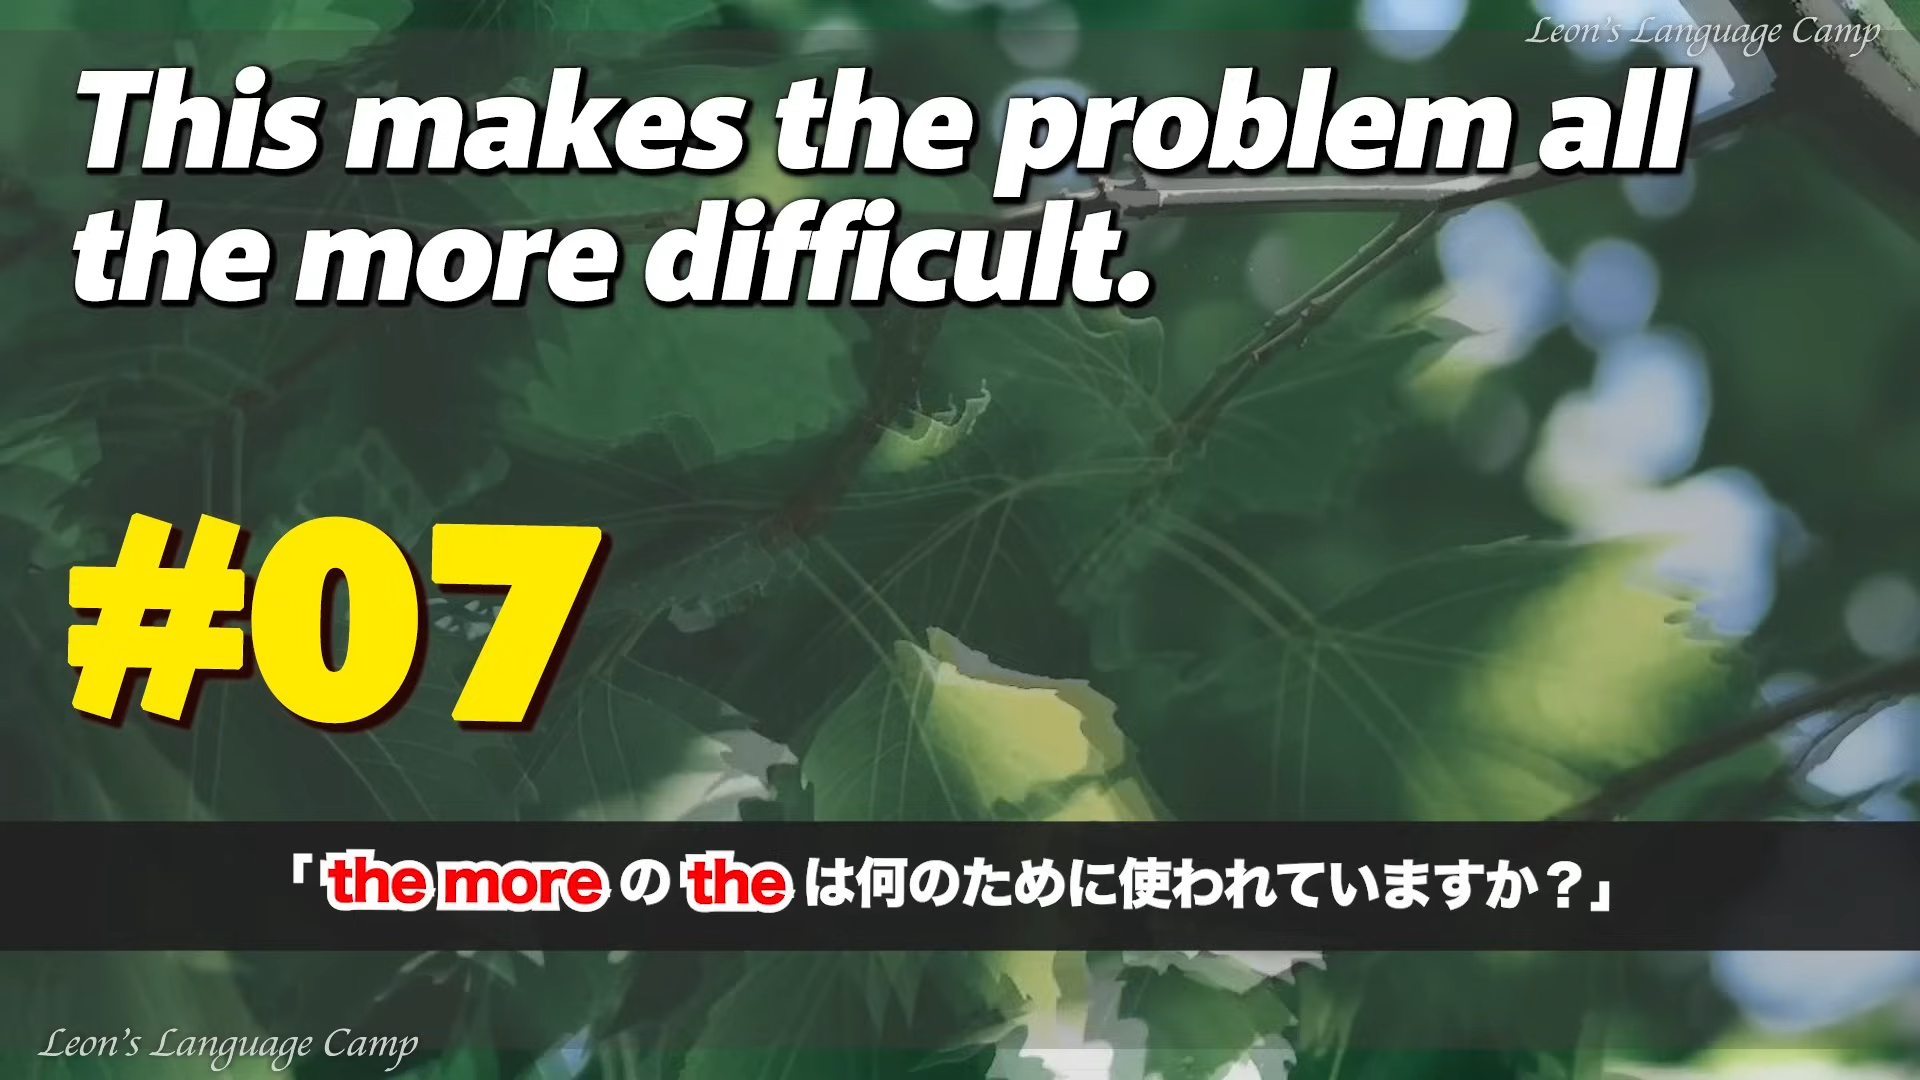 Leon's Language Camp
This makes the problem all
the more difficult.
#07
「the more の the は何のために使われていますか？」
Leon's Language Camp